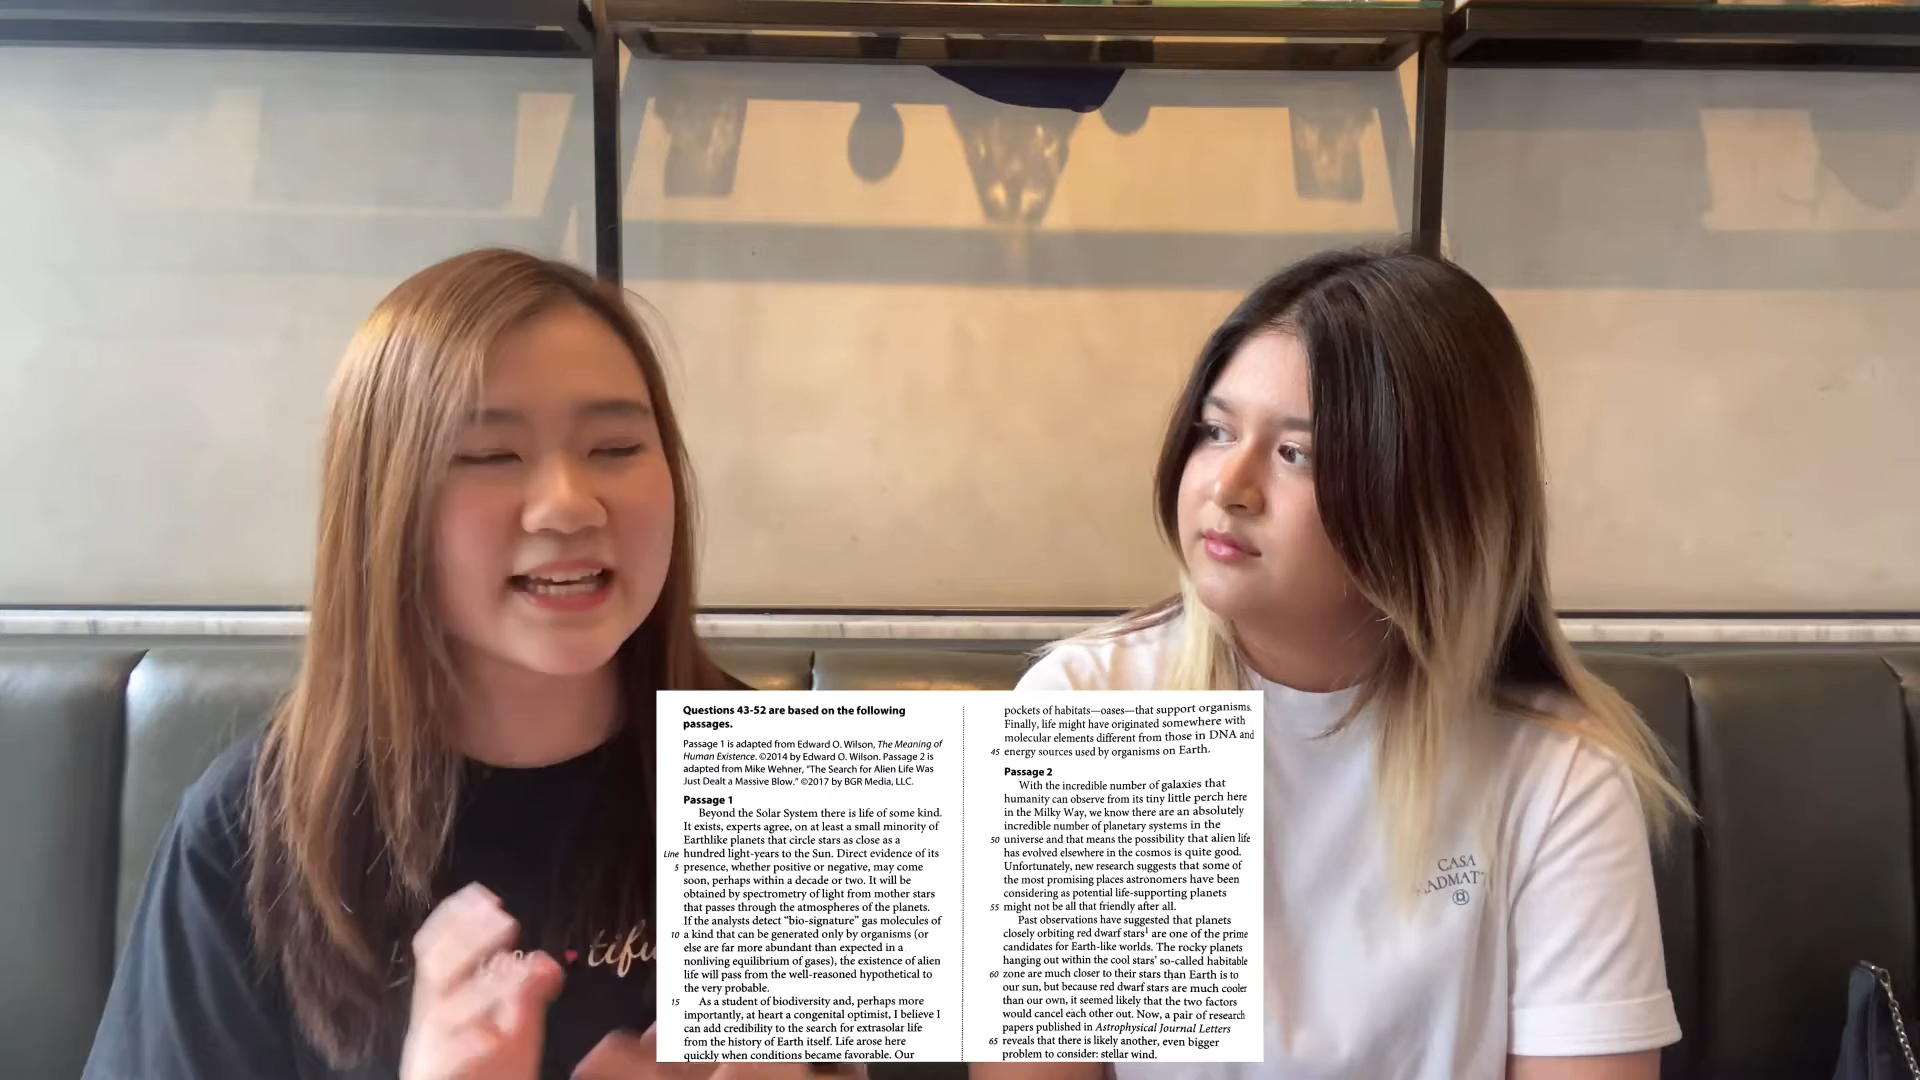 Questions 43-52 are based on the following
passages.
Passage 1 is adapted from Edward O. Wilson, The Meaning of
Human Existence. ©2014 by Edward O. Wilson. Passage 2 is
adapted from Mike Wehner, “The Search for Alien Life Was
Just Dealt a Massive Blow.” ©2017 by BGR Media, LLC.
Passage 1
Beyond the Solar System there is life of some kind.
It exists, experts agree, on at least a small minority of
Earthlike planets that circle stars as close as a
Line hundred light-years to the Sun. Direct evidence of its
5 presence, whether positive or negative, may come
soon, perhaps within a decade or two. It will be
obtained by spectrometry of light from mother stars
that passes through the atmospheres of the planets.
If the analysts detect “bio-signature” gas molecules of
10 a kind that can be generated only by organisms (or
else are far more abundant than expected in a
nonliving equilibrium of gases), the existence of alien
life will pass from the well-reasoned hypothetical to
the very probable.
15 As a student of biodiversity and, perhaps more
importantly, at heart a congenital optimist, I believe I
can add credibility to the search for extrasolar life
from the history of Earth itself. Life arose here
quickly when conditions became favorable. Our
pockets of habitats—oases—that support organisms.
Finally, life might have originated somewhere with
molecular elements different from those in DNA and
45 energy sources used by organisms on Earth.
Passage 2
With the incredible number of galaxies that
humanity can observe from its tiny little perch here
in the Milky Way, we know there are an absolutely
incredible number of planetary systems in the
50 universe and that means the possibility that alien life
has evolved elsewhere in the cosmos is quite good.
Unfortunately, new research suggests that some of
the most promising places astronomers have been
considering as potential life-supporting planets
55 might not be all that friendly after all.
Past observations have suggested that planets
closely orbiting red dwarf stars¹ are one of the prime
candidates for Earth-like worlds. The rocky planets
hanging out within the cool stars’ so-called habitable
60 zone are much closer to their stars than Earth is to
our sun, but because red dwarf stars are much cooler
than our own, it seemed likely that the two factors
would cancel each other out. Now, a pair of research
papers published in Astrophysical Journal Letters
65 reveals that there is likely another, even bigger
problem to consider: stellar wind.
CASA